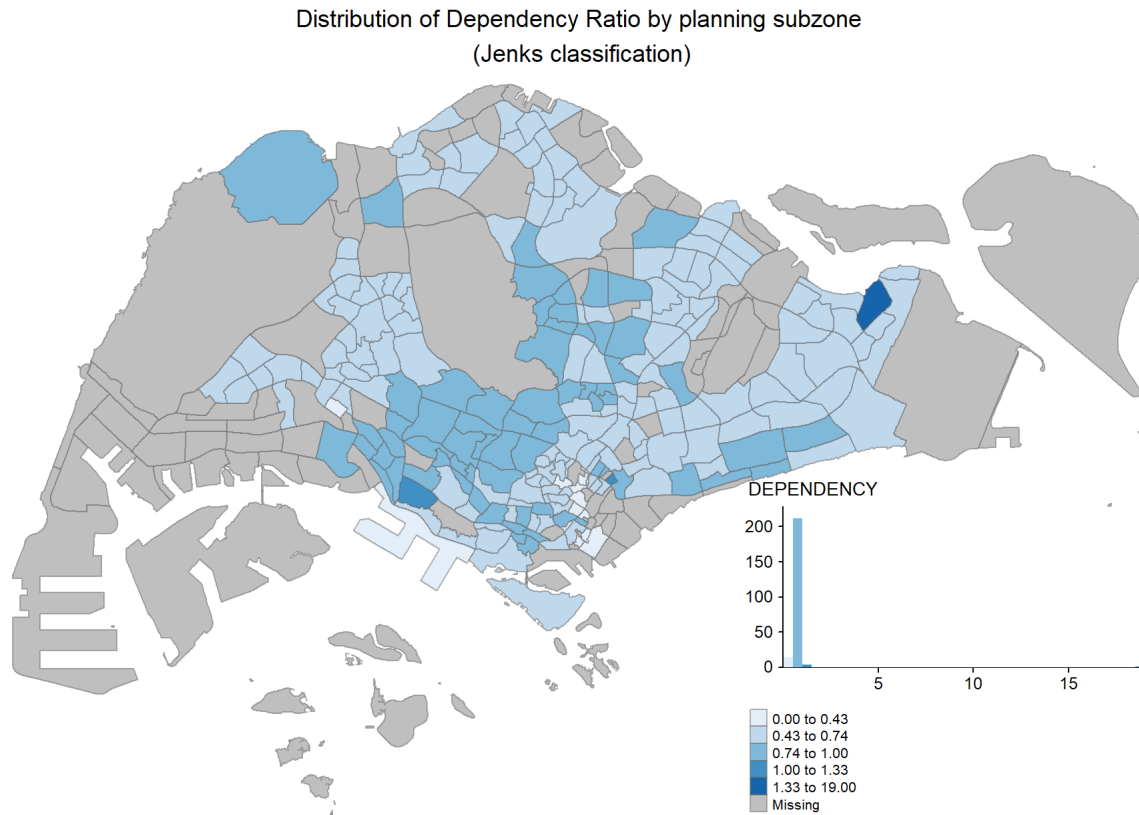 Distribution of Dependency Ratio by planning subzone
(Jenks classification)
DEPENDENCY
200
150
100
50
0
5 10 15
0.00 to 0.43
0.43 to 0.74
0.74 to 1.00
1.00 to 1.33
1.33 to 19.00
Missing